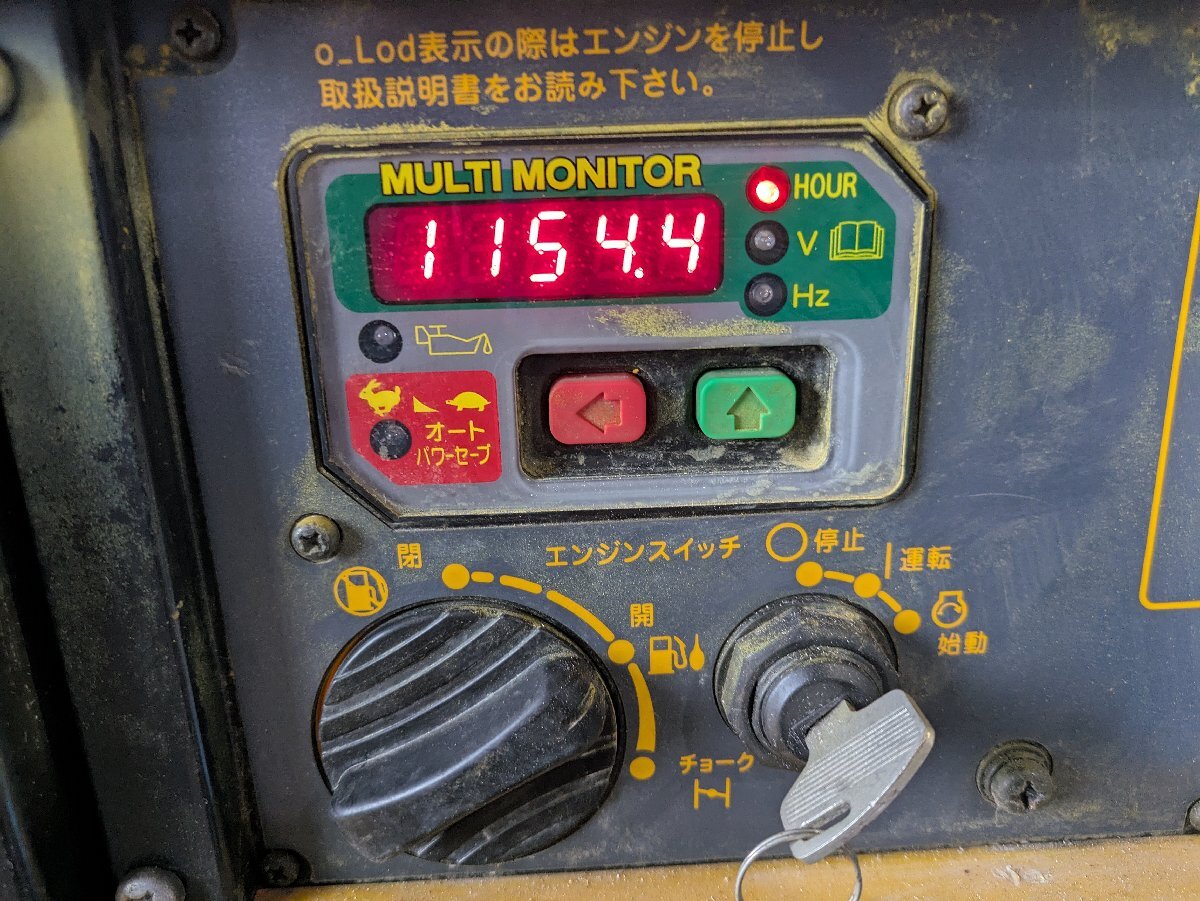 o_Lod表示の際はエンジンを停止し
取扱説明書をお読み下さい。
MULTI MONITOR
1154.4
HOUR
V
Hz
オート
パワーセーブ
エンジンスイッチ
停止
運転
始動
閉
開
チョーク